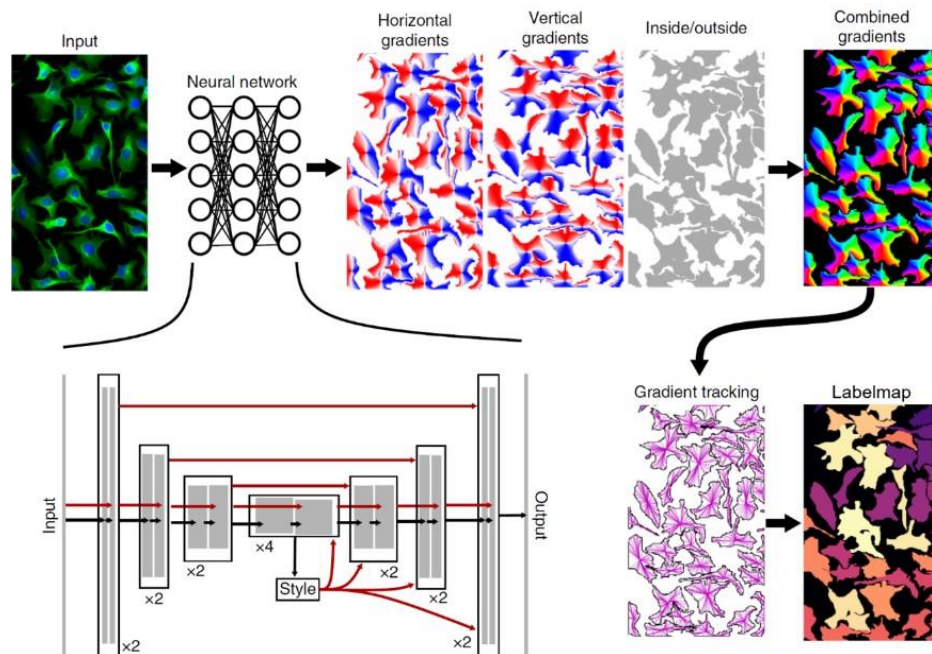 Input
Neural network
Horizontal
gradients
Vertical
gradients
Inside/outside
Combined
gradients
Gradient tracking
Labelmap
Input
×2
×2
×2
×4
Style
×2
×2
×2
Output